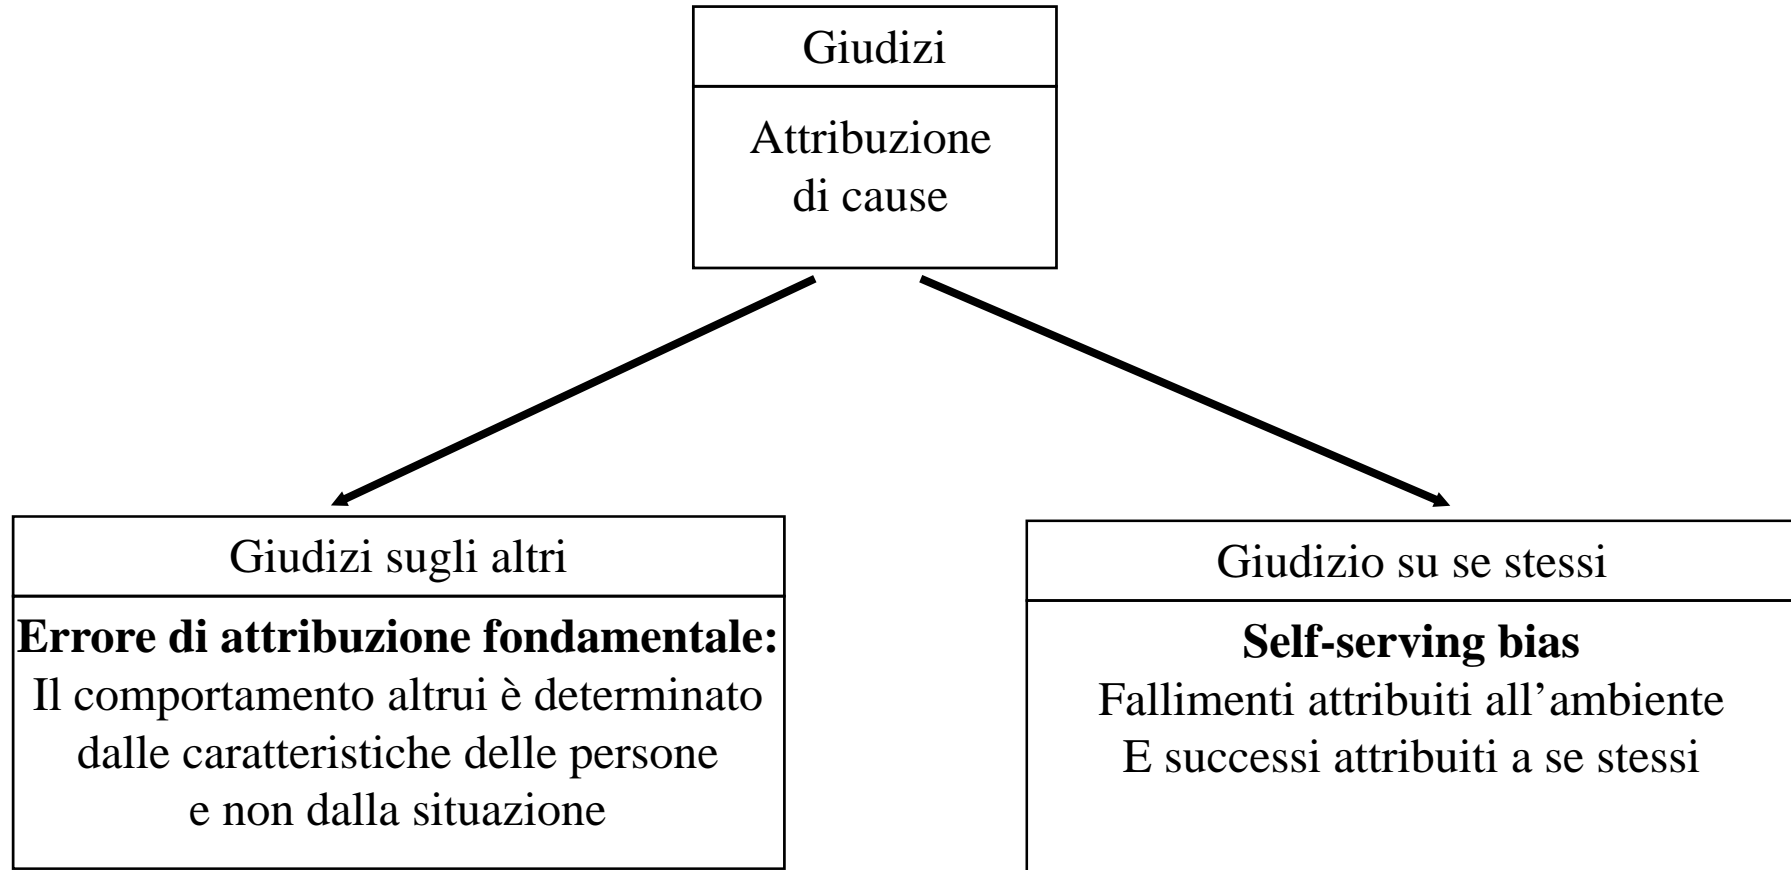 Giudizi
Attribuzione
di cause
Giudizi sugli altri
Errore di attribuzione fondamentale:
Il comportamento altrui è determinato
dalle caratteristiche delle persone
e non dalla situazione
Giudizio su se stessi
Self-serving bias
Fallimenti attribuiti all’ambiente
E successi attribuiti a se stessi